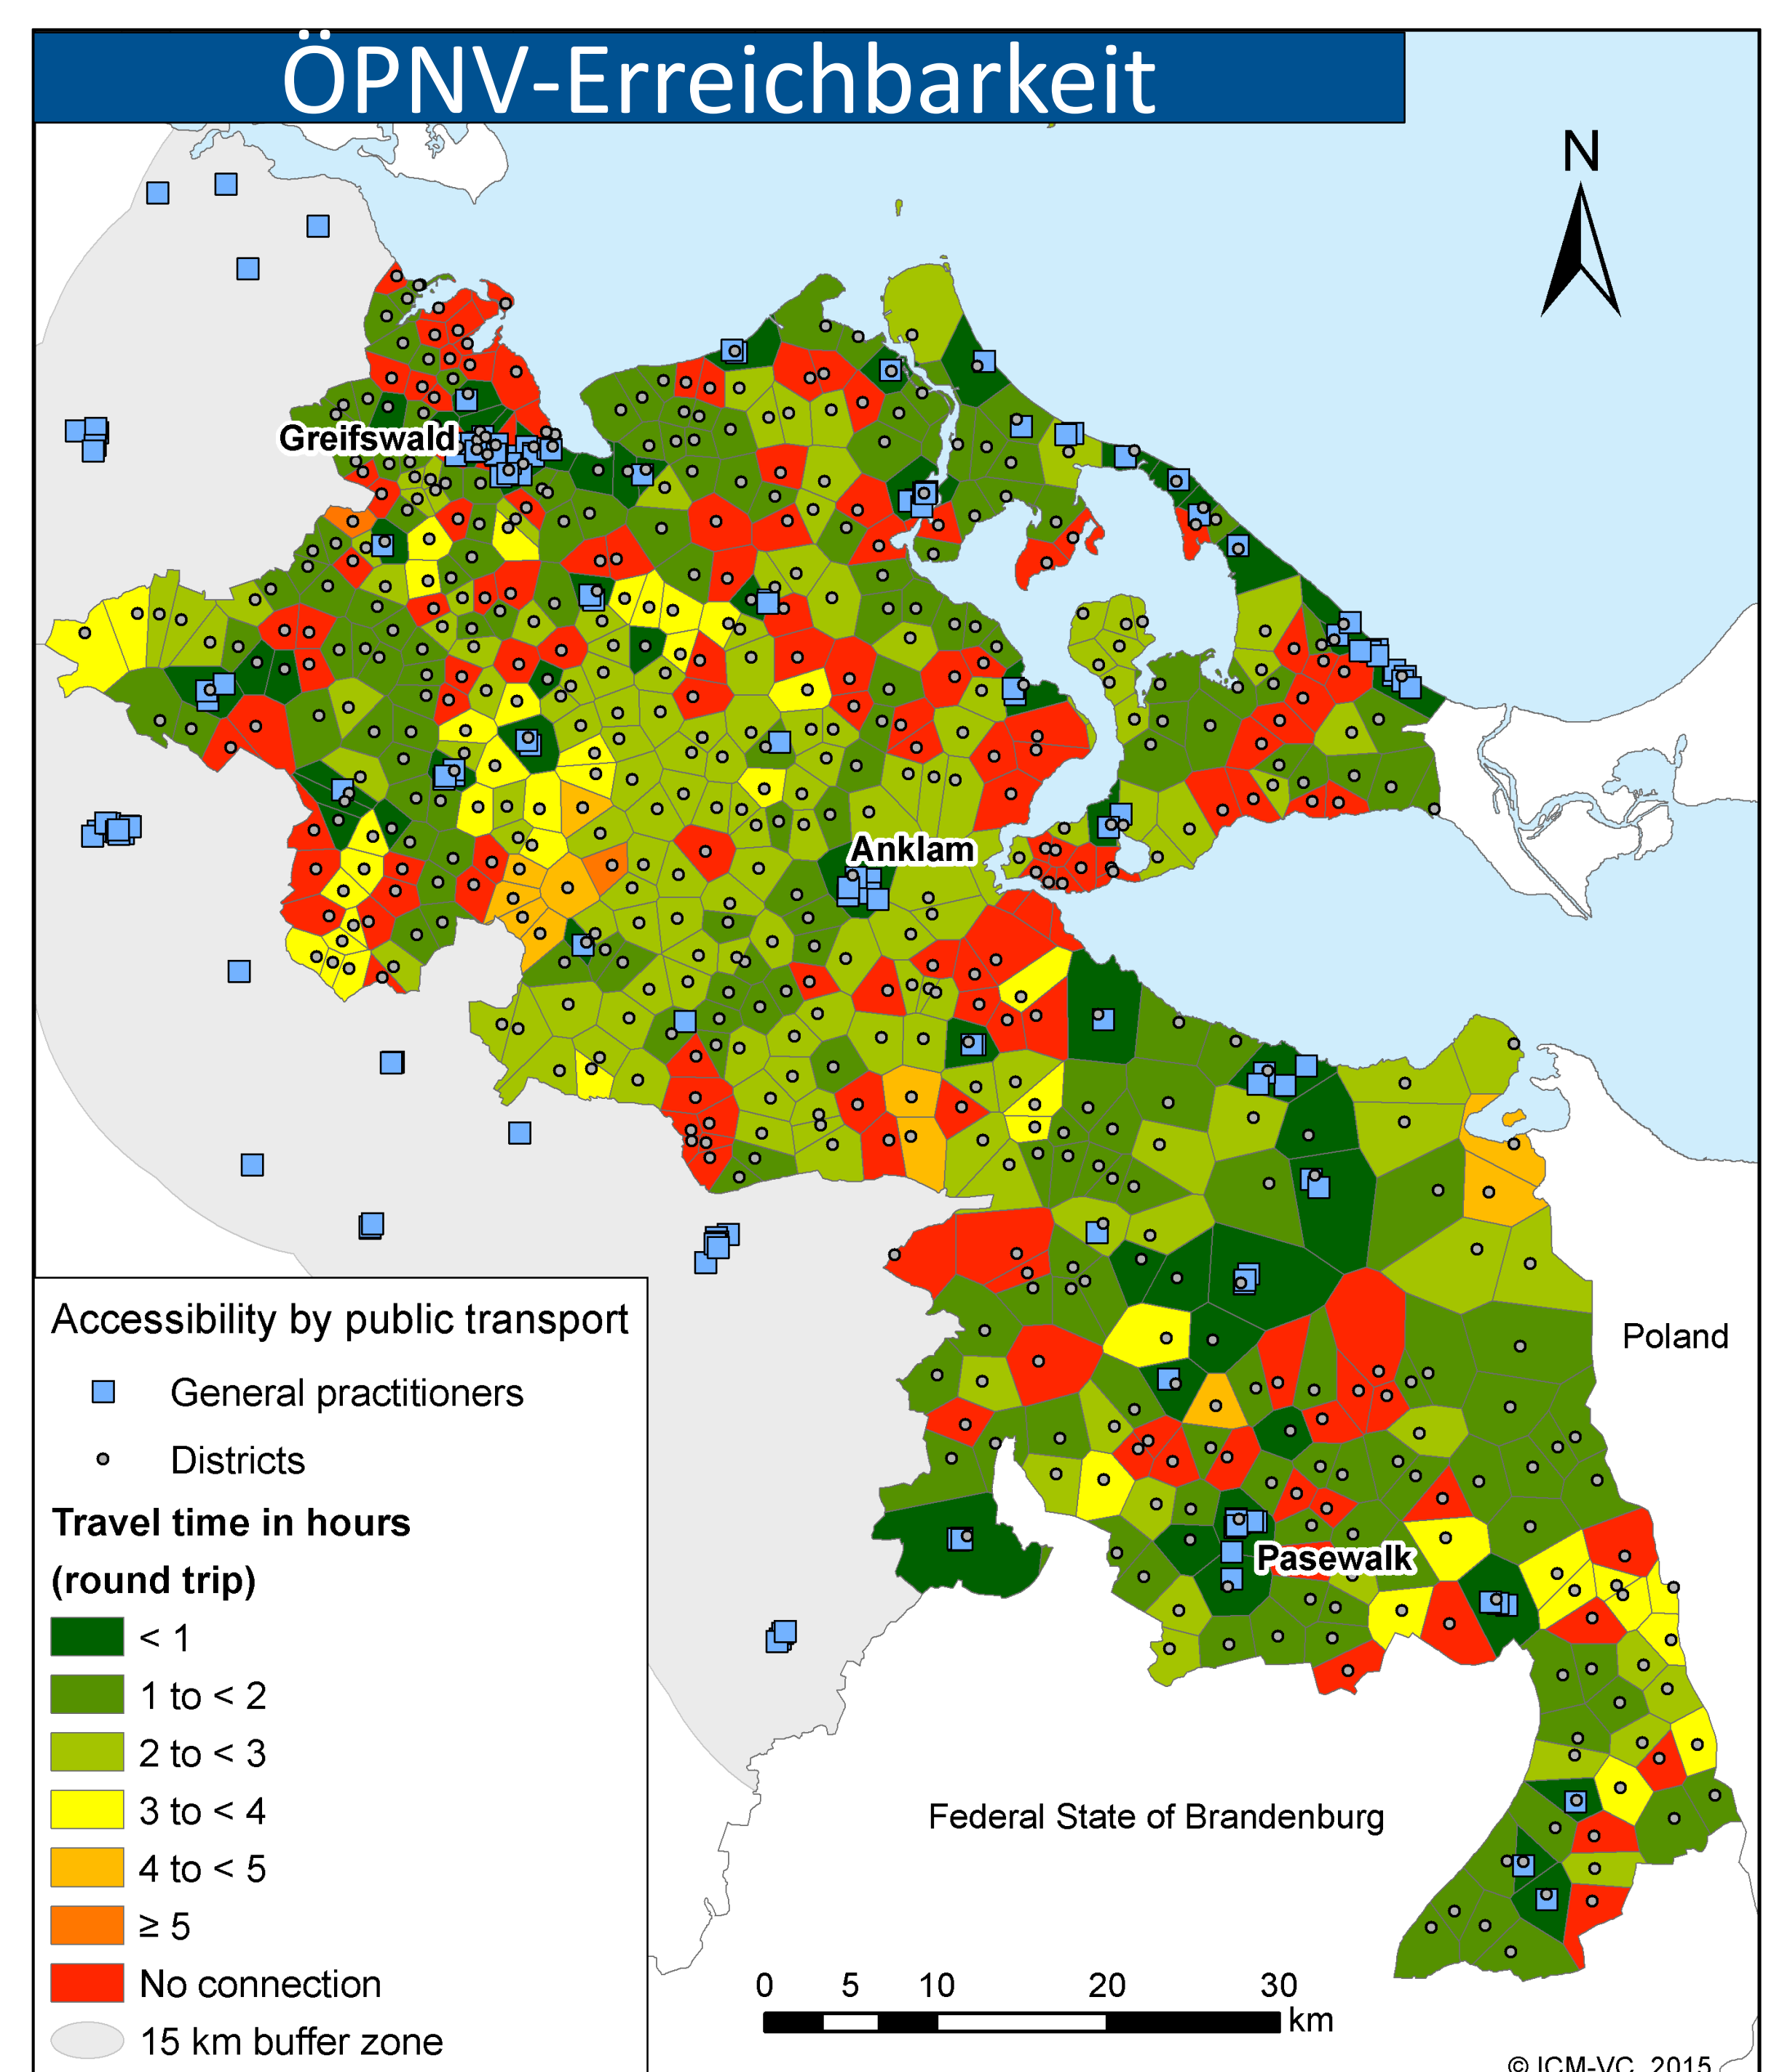 ÖPNV-Erreichbarkeit
N
Greifswald
Anklam
Poland
Pasewalk
Federal State of Brandenburg
Accessibility by public transport
General practitioners
Districts
Travel time in hours
(round trip)
< 1
1 to < 2
2 to < 3
3 to < 4
4 to < 5
≥ 5
No connection
15 km buffer zone
0 5 10 20 30
km
© ICM-VC, 2015